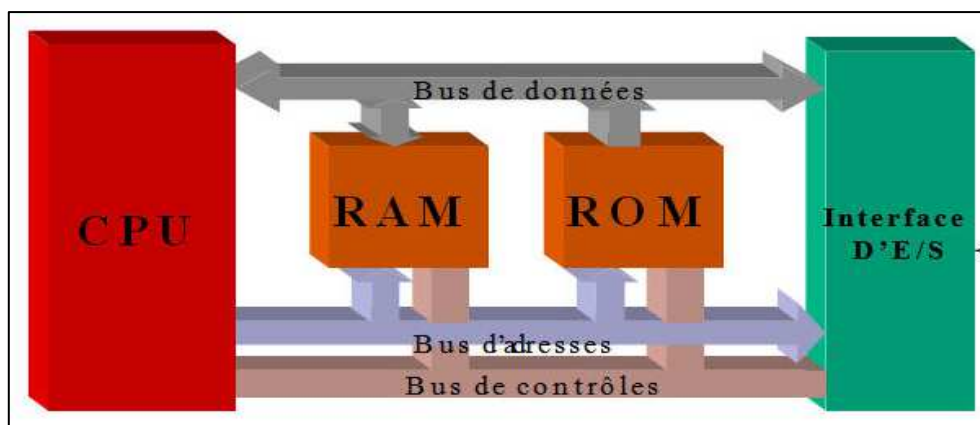 Bus de données
RAM
ROM
CPU
Interface
D'E/S
Bus d'adresses
Bus de contrôles